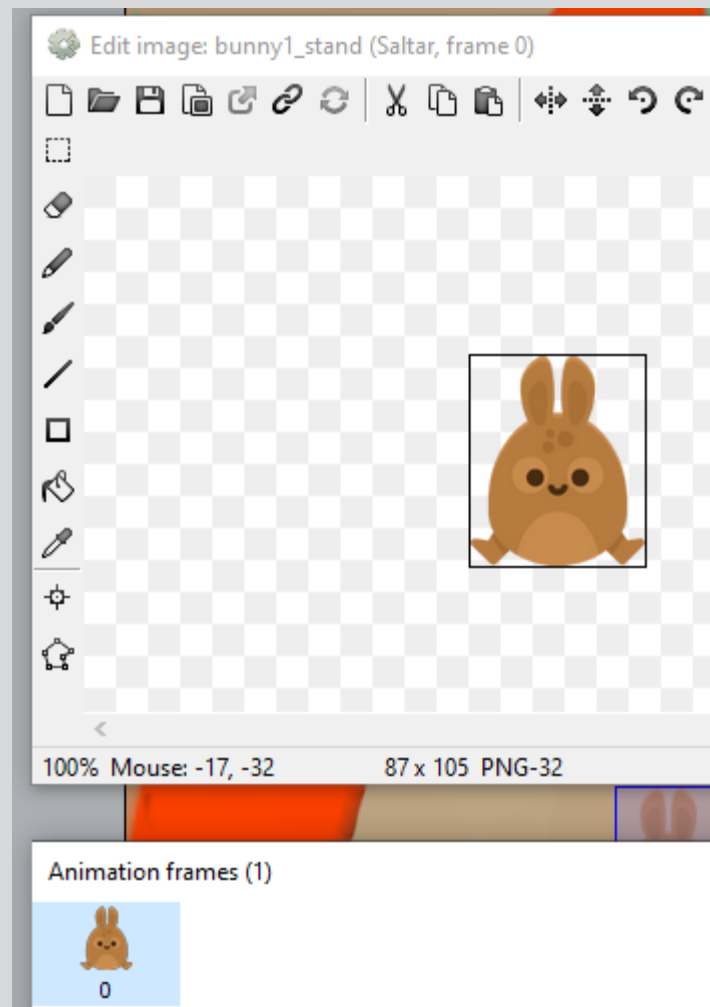 Edit image: bunny1_stand (Saltar, frame 0)
100% Mouse: -17, -32 87 x 105 PNG-32
Animation frames (1)
0